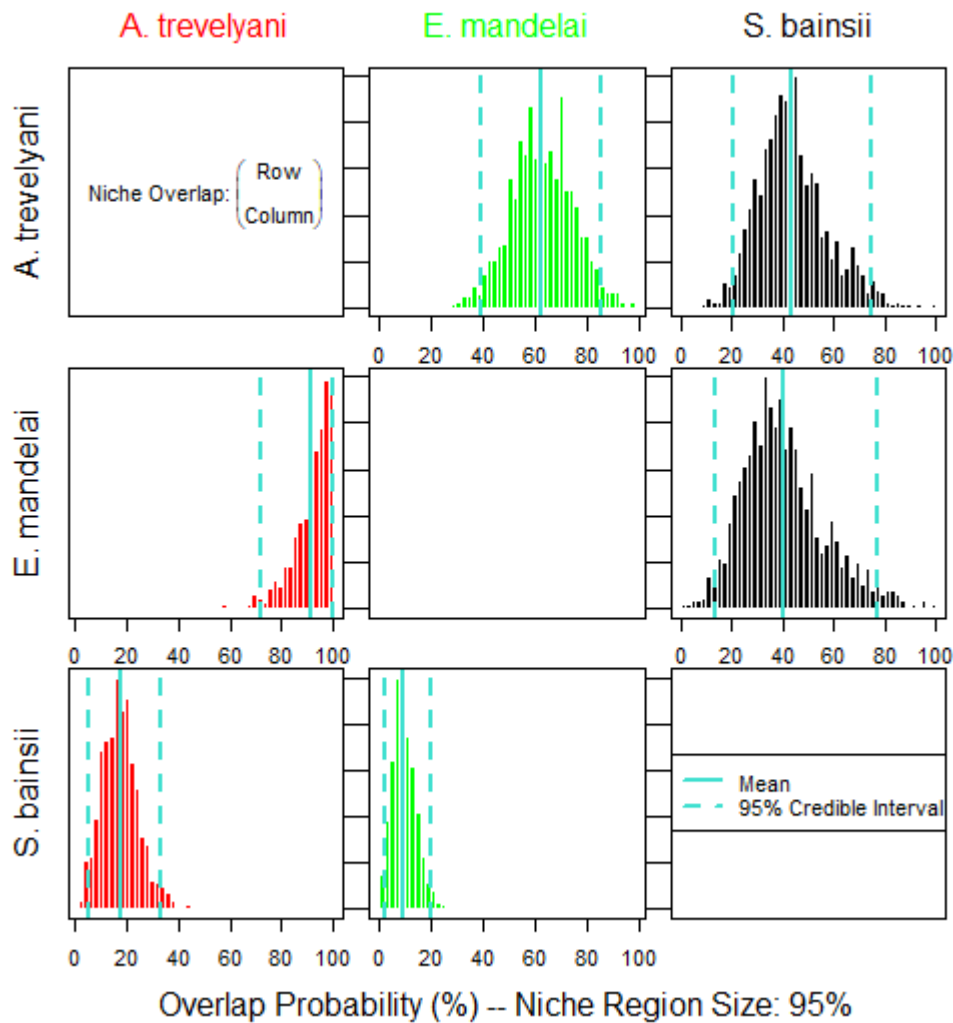 A. trevelyani E. mandelai S. bainsii
A. trevelyani
Niche Overlap: (Row
Column)
0 20 40 60 80 100 0 20 40 60 80 100
E. mandelai
0 20 40 60 80 100 0 20 40 60 80 100
S. bainsii
Mean
95% Credible Interval
0 20 40 60 80 100 0 20 40 60 80 100
Overlap Probability (%) -- Niche Region Size: 95%